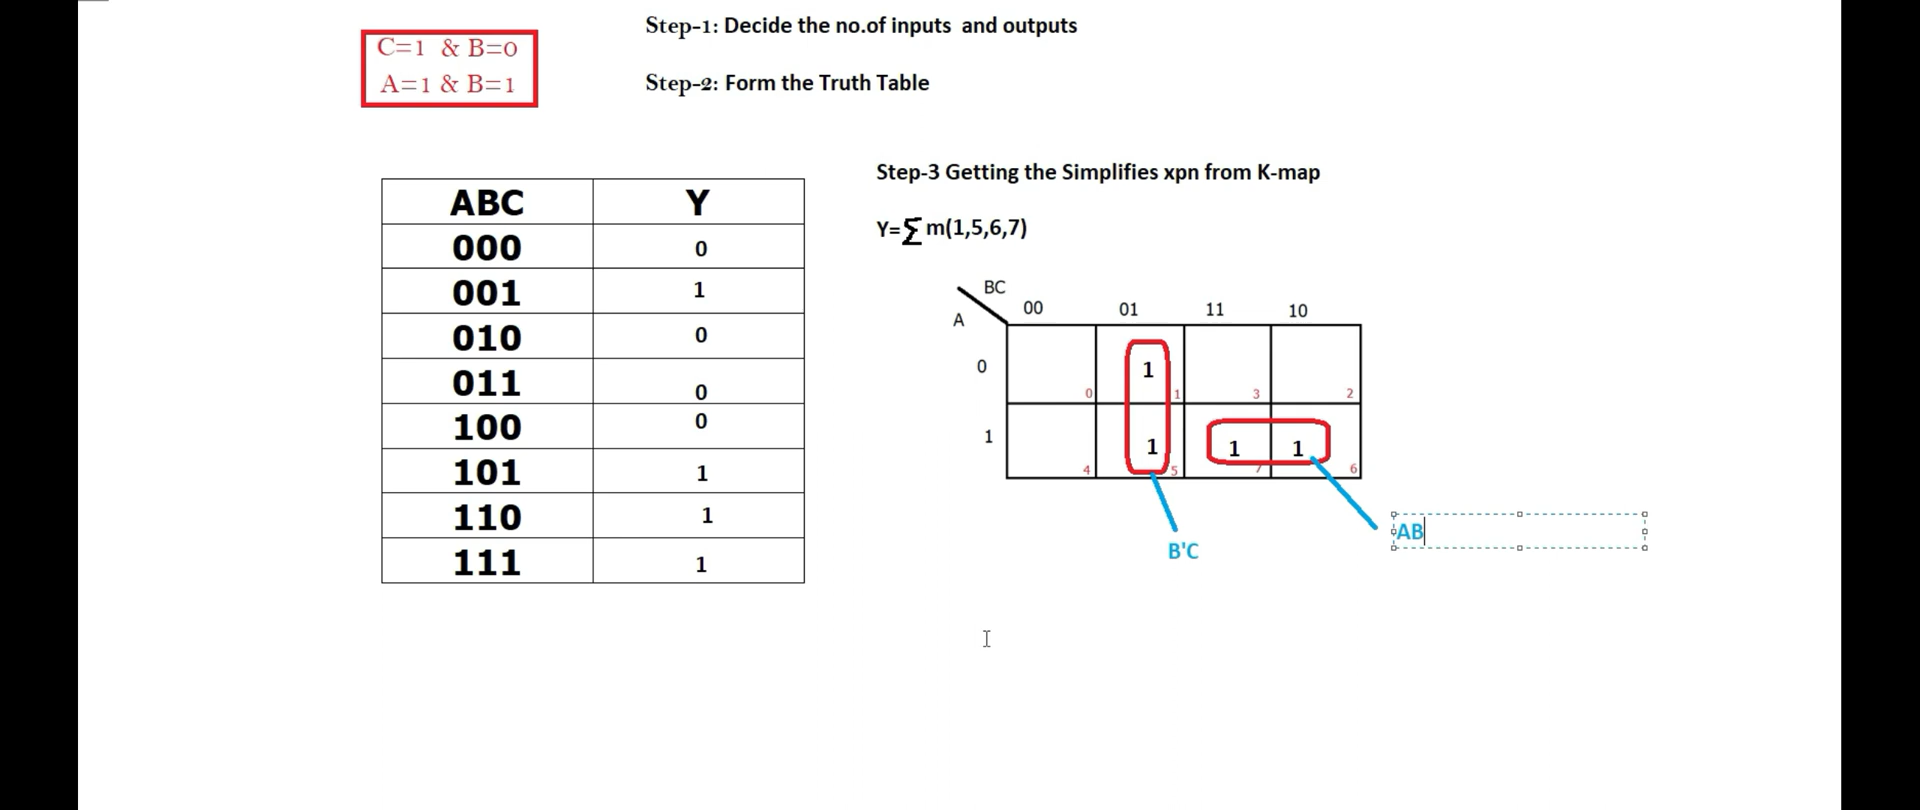 C=1 & B=0
A=1 & B=1
Step-1: Decide the no.of inputs and outputs
Step-2: Form the Truth Table
ABC Y
000 0
001 1
010 0
011 0
100 0
101 1
110 1
111 1
Step-3 Getting the Simplifies xpn from K-map
Y=∑ m(1,5,6,7)
BC
A
00 01 11 10
0 1
0 1 3 2
1 1 1 1
4 5 7 6
B'C
AB